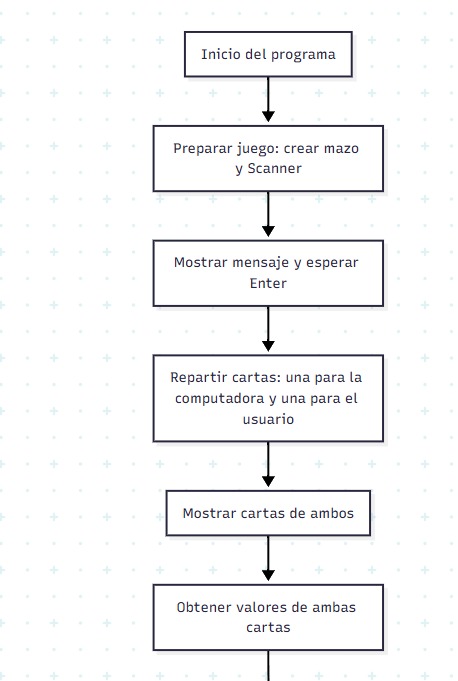 Inicio del programa
Preparar juego: crear mazo
y Scanner
Mostrar mensaje y esperar
Enter
Repartir cartas: una para la
computadora y una para el
usuario
Mostrar cartas de ambos
Obtener valores de ambas
cartas